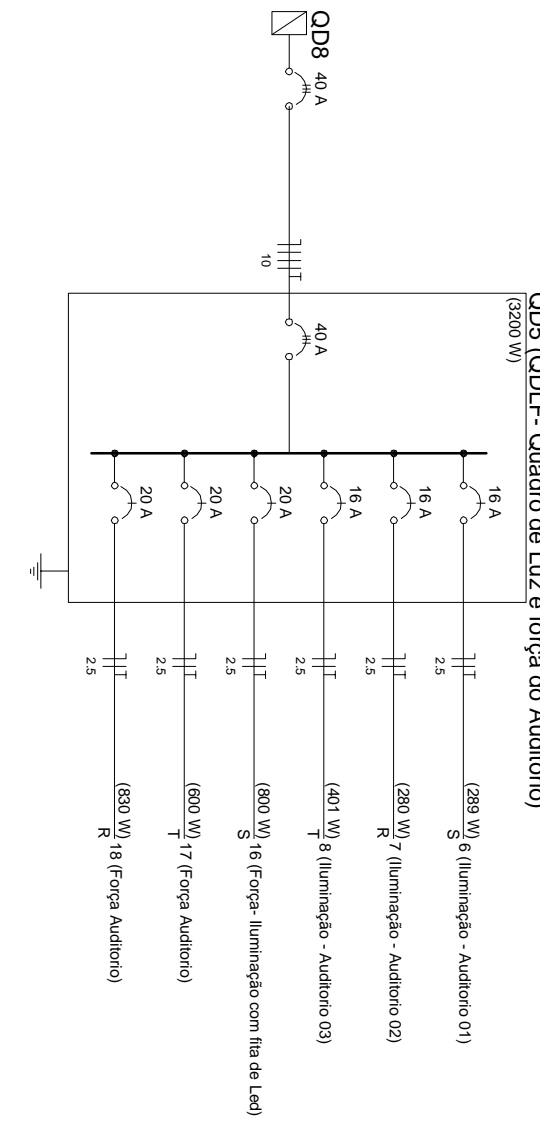 QD8
40 A
10
QD5 (QDLF- Quadro de Luz e força do Auditório)
(3200 W)
40 A
16 A
2.5
(289 W)
S
6 (Iluminação - Auditorio 01)
16 A
2.5
(280 W)
R
7 (Iluminação - Auditorio 02)
16 A
2.5
(401 W)
T
8 (Iluminação - Auditorio 03)
20 A
2.5
(800 W)
S
16 (Força- Iluminação com fita de Led)
20 A
2.5
(600 W)
T
17 (Força Auditorio)
20 A
2.5
(830 W)
R
18 (Força Auditorio)